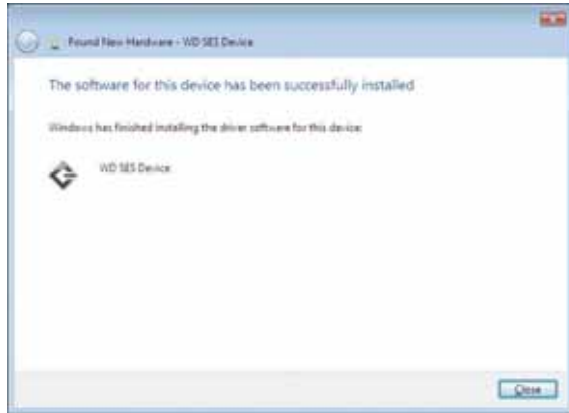 Found New Hardware - WD SES Device
The software for this device has been successfully installed
Windows has finished installing the driver software for this device:
WD SES Device
Close